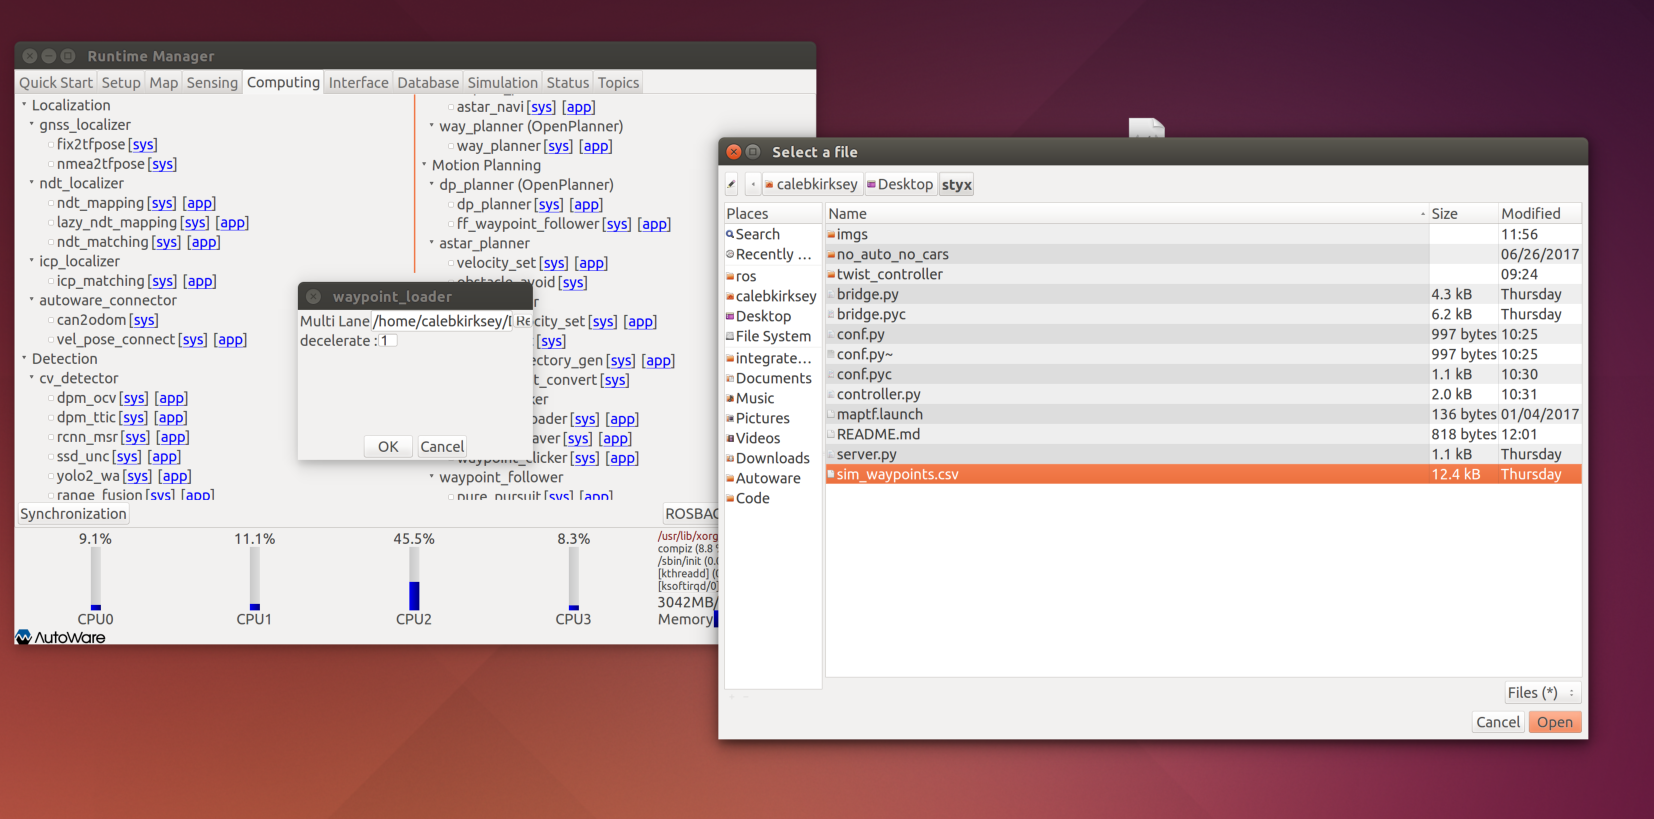 Runtime Manager
Quick Start Setup Map Sensing Computing Interface Database Simulation Status Topics
Localization
gnss_localizer
fix2tfpose [sys]
nmea2tfpose [sys]
ndt_localizer
ndt_mapping [sys] [app]
lazy_ndt_mapping [sys] [app]
ndt_matching [sys] [app]
icp_localizer
icp_matching [sys] [app]
autoware_connector
can2odom [sys]
vel_pose_connect [sys] [app]
Detection
cv_detector
dpm_ocv [sys] [app]
dpm_ttic [sys] [app]
rcnn_msr [sys] [app]
ssd_unc [sys] [app]
yolo2_wa [sys] [app]
range_fusion [sys] [app]
astar_navi [sys] [app]
way_planner (OpenPlanner)
way_planner [sys] [app]
Motion Planning
dp_planner (OpenPlanner)
dp_planner [sys] [app]
ff_waypoint_follower [sys] [app]
astar_planner
velocity_set [sys] [app]
obstacle_avoid [sys]
r
ocity_set [sys] [app]
[sys]
ectory_gen [sys] [app]
t_convert [sys]
ker
oader [sys] [app]
aver [sys] [app]
waypoint_clicker [sys] [app]
waypoint_follower
pure_pursuit [sys] [app]
waypoint_loader
Multi Lane /home/calebkirksey/ Re
decelerate : 1
OK Cancel
Synchronization
ROSBAG
9.1% 11.1% 45.5% 8.3%
CPU0 CPU1 CPU2 CPU3
/usr/lib/xorg
compiz (8.8 %
/sbin/init (0.0
[kthreadd] (0
[ksoftirqd/0]
3042MB/
Memory
AutoWare
Select a file
calebkirksey Desktop styx
Places
Search
Recently ...
ros
calebkirksey
Desktop
File System
integrate...
Documents
Music
Pictures
Videos
Downloads
Autoware
Code
Name Size Modified
imgs 11:56
no_auto_no_cars 06/26/2017
twist_controller 09:24
bridge.py 4.3 kB Thursday
bridge.pyc 6.2 kB Thursday
conf.py 997 bytes 10:25
conf.py~ 997 bytes 10:25
conf.pyc 1.1 kB 10:30
controller.py 2.0 kB 10:31
maptf.launch 136 bytes 01/04/2017
README.md 818 bytes 12:01
server.py 1.1 kB Thursday
sim_waypoints.csv 12.4 kB Thursday
Files (*)
Cancel Open